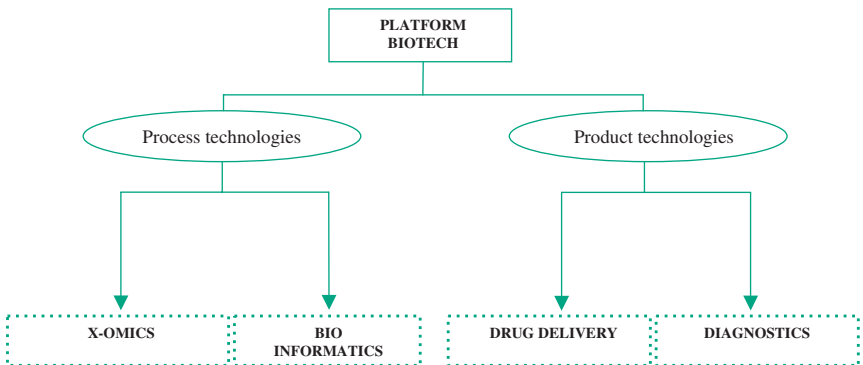 PLATFORM
BIOTECH
Process technologies
Product technologies
X-OMICS
BIO
INFORMATICS
DRUG DELIVERY
DIAGNOSTICS